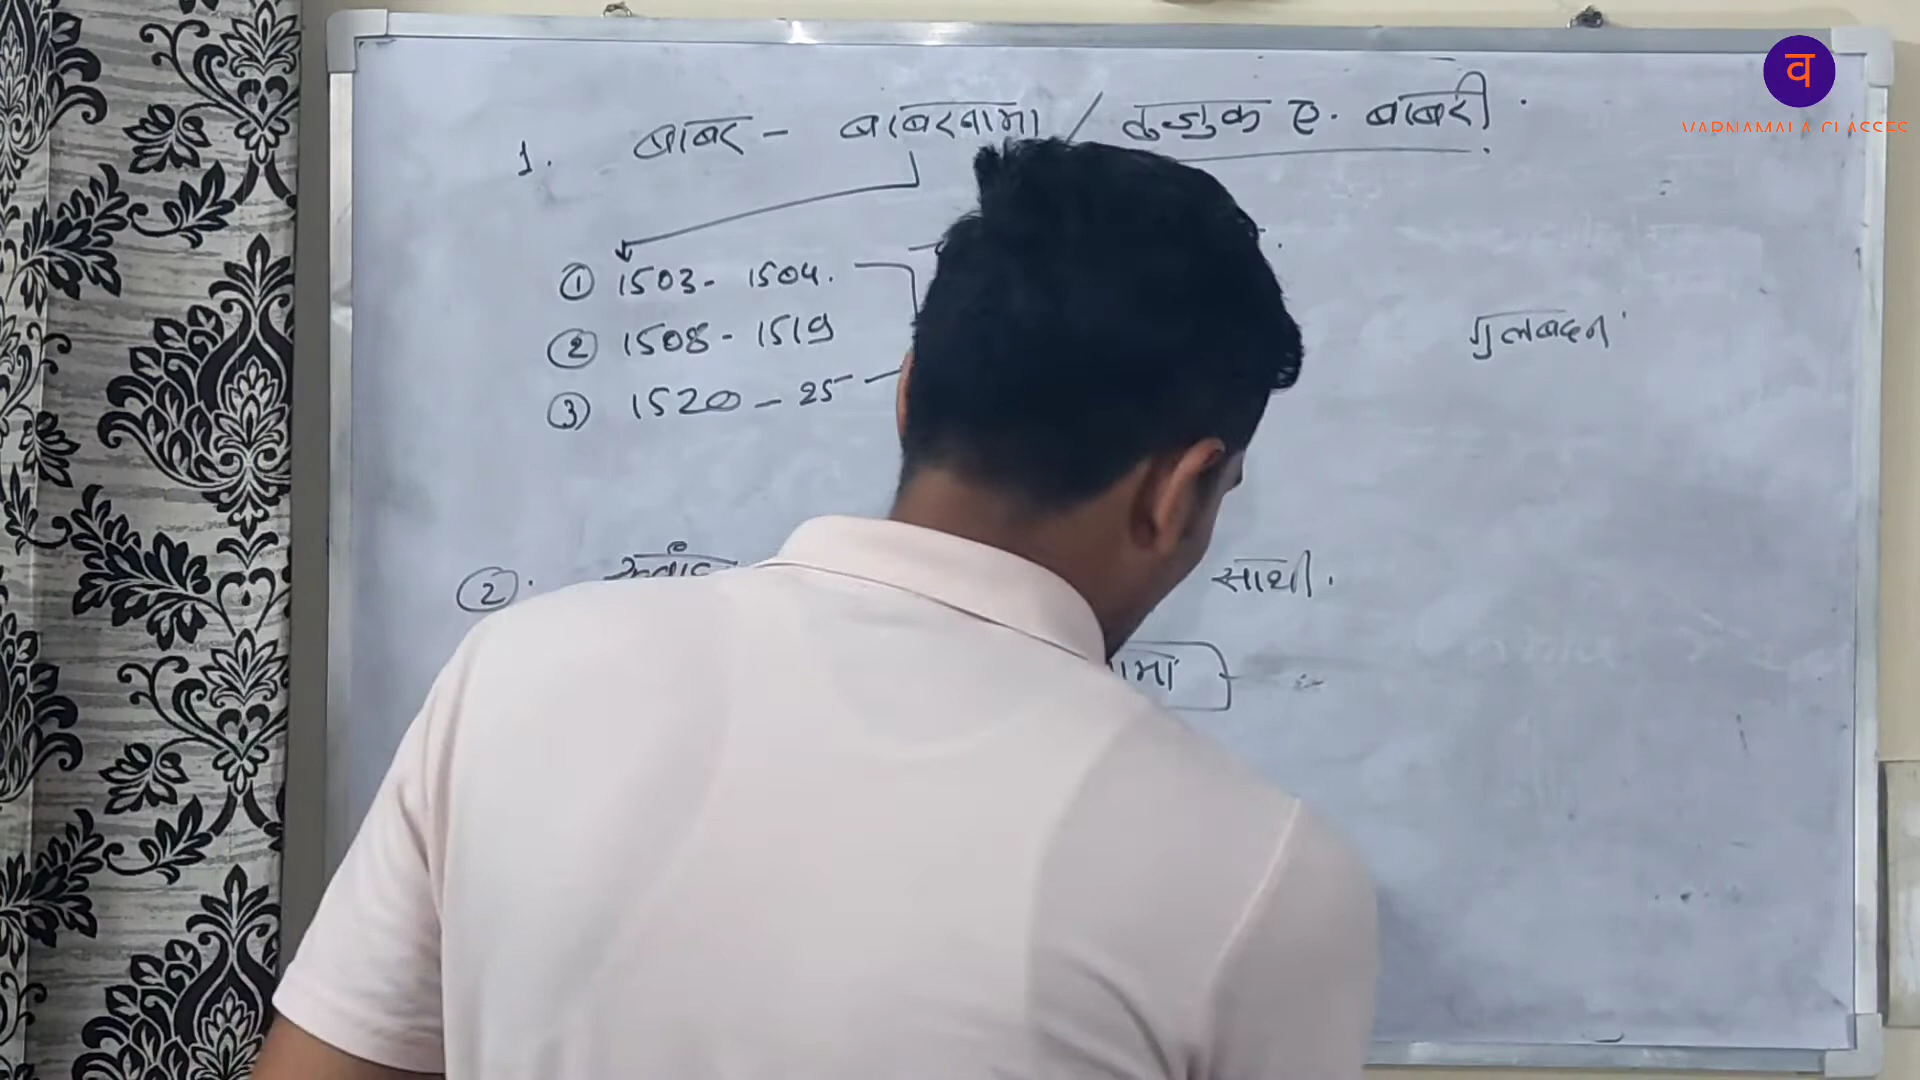 व
VARNAMALA CLASSES
1. बाबर - बाबरनामा / तुजुक ए. बाबरी
① 1503 - 1504.
② 1508 - 1519
③ 1520 - 25
गुलबदन
②. साथी.